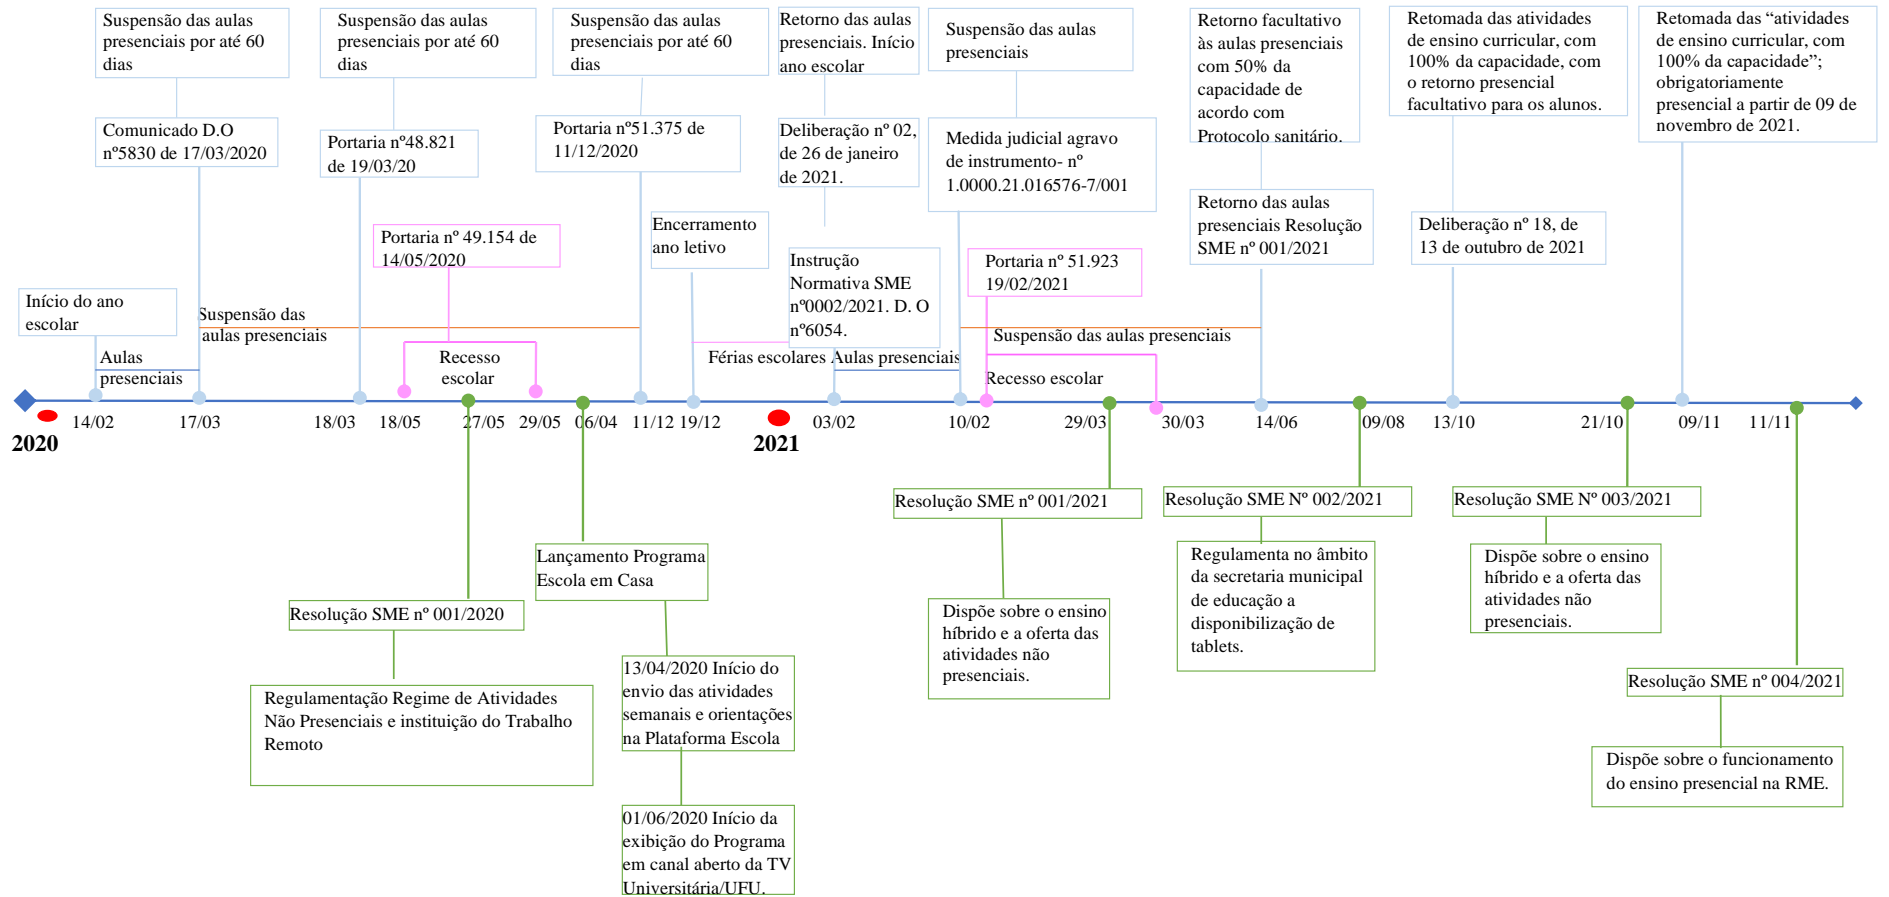 Suspensão das aulas
presenciais por até 60
dias
Suspensão das aulas
presenciais por até 60
dias
Suspensão das aulas
presenciais por até 60
dias
Retorno das aulas
presenciais. Início
ano escolar
Suspensão das aulas
presenciais
Retorno facultativo
às aulas presenciais
com 50% da
capacidade de
acordo com
Protocolo sanitário.
Retomada das atividades
de ensino curricular, com
100% da capacidade, com
o retorno presencial
facultativo para os alunos.
Retomada das “atividades
de ensino curricular, com
100% da capacidade”;
obrigatoriamente
presencial a partir de 09 de
novembro de 2021.
Comunicado D.O
nº5830 de 17/03/2020
Portaria nº48.821
de 19/03/20
Portaria nº51.375 de
11/12/2020
Deliberação nº 02,
de 26 de janeiro
de 2021.
Medida judicial agravo
de instrumento- nº
1.0000.21.016576-7/001
Retorno das aulas
presenciais Resolução
SME nº 001/2021
Deliberação nº 18, de
13 de outubro de 2021
Portaria nº 49.154 de
14/05/2020
Encerramento
ano letivo
Instrução
Normativa SME
nº0002/2021. D. O
nº6054.
Portaria nº 51.923
19/02/2021
Início do ano
escolar
Suspensão das
aulas presenciais
Suspensão das aulas presenciais
Aulas
presenciais
Recesso
escolar
Férias escolares
Aulas presenciais
Recesso escolar
2020
14/02
17/03
18/03
18/05
27/05
29/05
06/04
11/12
19/12
2021
03/02
10/02
29/03
30/03
14/06
09/08
13/10
21/10
09/11
11/11
Resolução SME nº 001/2021
Resolução SME Nº 002/2021
Resolução SME Nº 003/2021
Lançamento Programa
Escola em Casa
Regulamenta no âmbito
da secretaria municipal
de educação a
disponibilização de
tablets.
Dispõe sobre o ensino
híbrido e a oferta das
atividades não
presenciais.
Resolução SME nº 001/2020
Dispõe sobre o ensino
híbrido e a oferta das
atividades não
presenciais.
13/04/2020 Início do
envio das atividades
semanais e orientações
na Plataforma Escola
Resolução SME nº 004/2021
Regulamentação Regime de Atividades
Não Presenciais e instituição do Trabalho
Remoto
Dispõe sobre o funcionamento
do ensino presencial na RME.
01/06/2020 Início da
exibição do Programa
em canal aberto da TV
Universitária/UFU.